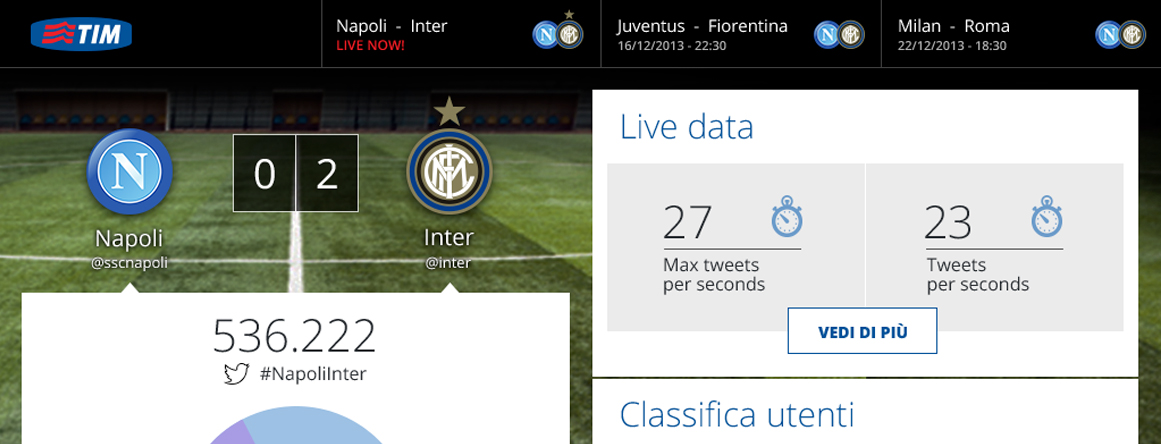 TIM
Napoli - Inter
LIVE NOW!
N
Juventus - Fiorentina
16/12/2013 - 22:30
N
Milan - Roma
22/12/2013 - 18:30
N
N
0 2
Napoli
@sscnapoli
Inter
@inter
536.222
#NapoliInter
Live data
27
Max tweets
per seconds
23
Tweets
per seconds
VEDI DI PIÙ
Classifica utenti